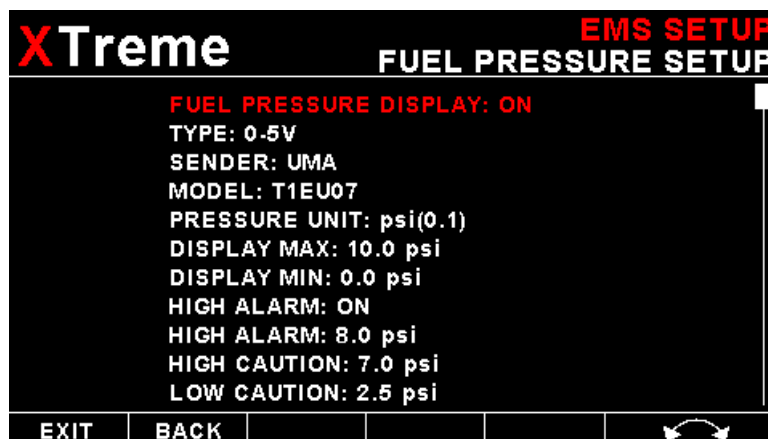 XTreme
EMS SETUP
FUEL PRESSURE SETUP
FUEL PRESSURE DISPLAY: ON
TYPE: 0-5V
SENDER: UMA
MODEL: T1EU07
PRESSURE UNIT: psi(0.1)
DISPLAY MAX: 10.0 psi
DISPLAY MIN: 0.0 psi
HIGH ALARM: ON
HIGH ALARM: 8.0 psi
HIGH CAUTION: 7.0 psi
LOW CAUTION: 2.5 psi
EXIT BACK